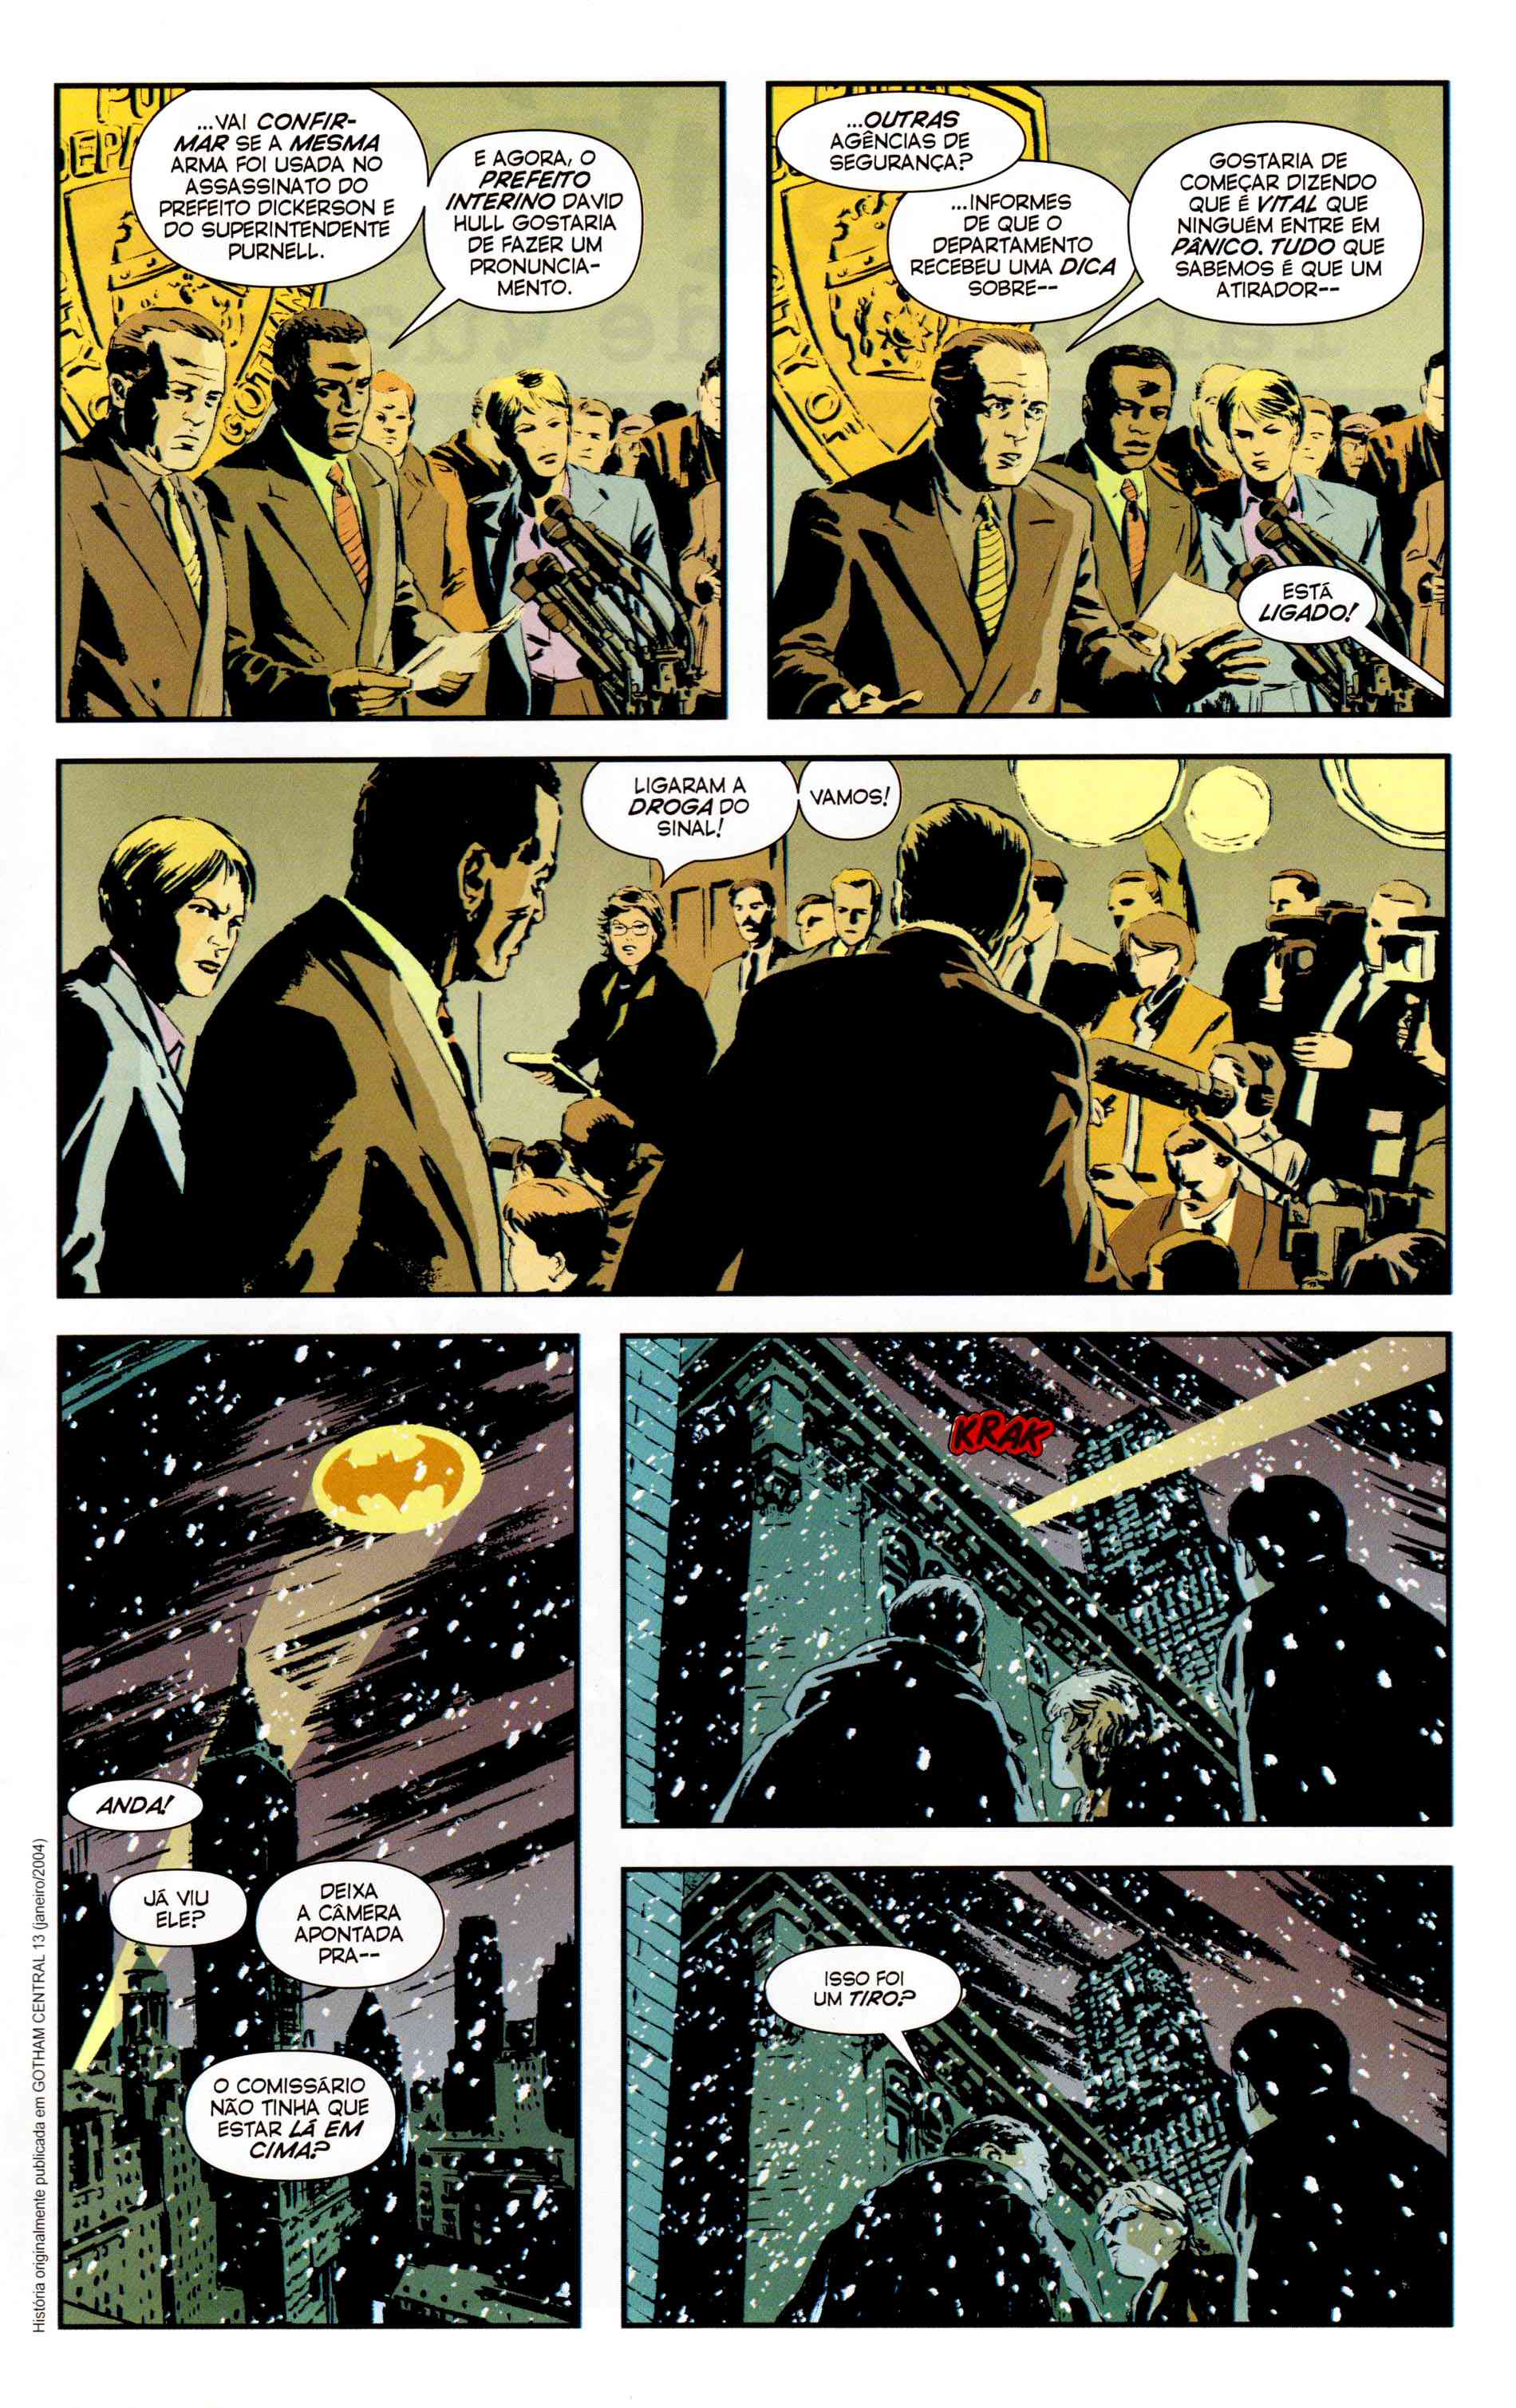 ...VAI CONFIR-
MAR SE A MESMA
ARMA FOI USADA NO
ASSASSINATO DO
PREFEITO DICKERSON E
DO SUPERINTENDENTE
PURNELL.
E AGORA, O
PREFEITO
INTERINO DAVID
HULL GOSTARIA
DE FAZER UM
PRONUNCIA-
MENTO.
...OUTRAS
AGÊNCIAS DE
SEGURANÇA?
...INFORMES
DE QUE O
DEPARTAMENTO
RECEBEU UMA DICA
SOBRE--
GOSTARIA DE
COMEÇAR DIZENDO
QUE É VITAL QUE
NINGUÉM ENTRE EM
PÂNICO. TUDO QUE
SABEMOS É QUE UM
ATIRADOR--
ESTÁ
LIGADO!
LIGARAM A
DROGA DO
SINAL!
VAMOS!
ANDA!
JÁ VIU
ELE?
DEIXA
A CÂMERA
APONTADA
PRA--
O COMISSÁRIO
NÃO TINHA QUE
ESTAR LÁ EM
CIMA?
KRAK
ISSO FOI
UM TIRO?
História originalmente publicada em GOTHAM CENTRAL 13 (janeiro/2004)